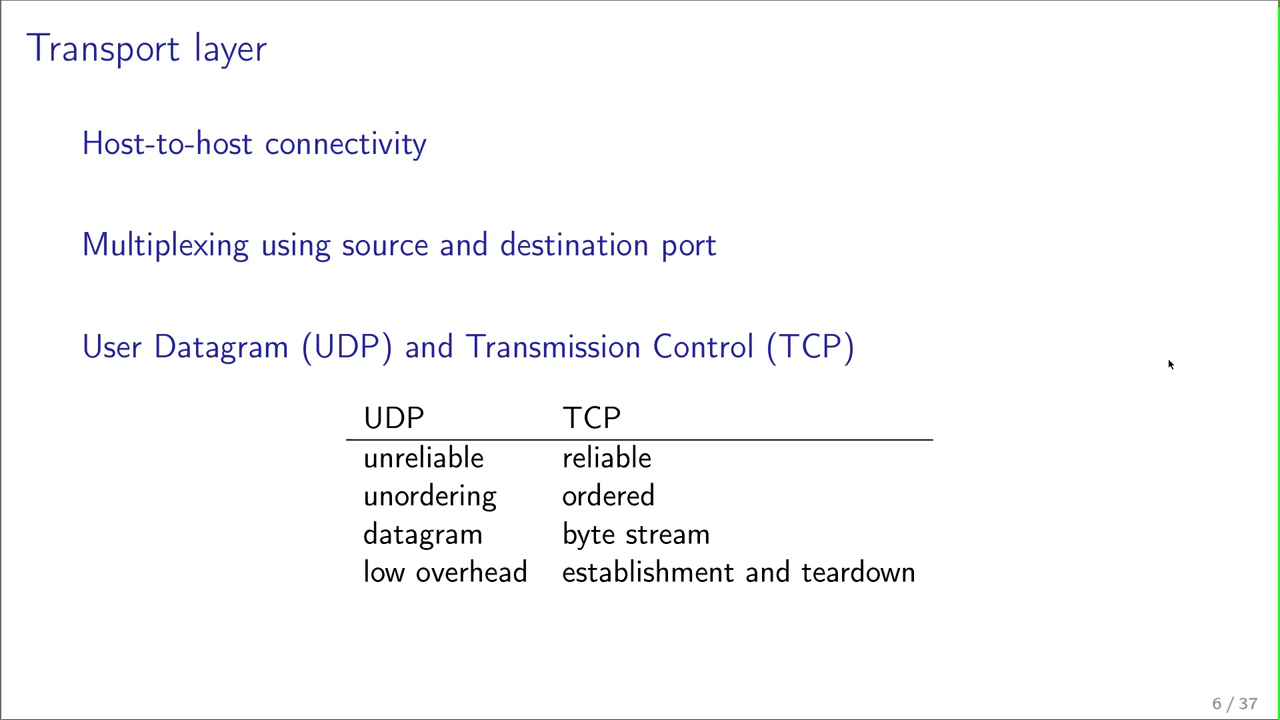 Transport layer
Host-to-host connectivity
Multiplexing using source and destination port
User Datagram (UDP) and Transmission Control (TCP)
UDP TCP
unreliable reliable
unordering ordered
datagram byte stream
low overhead establishment and teardown
6 / 37